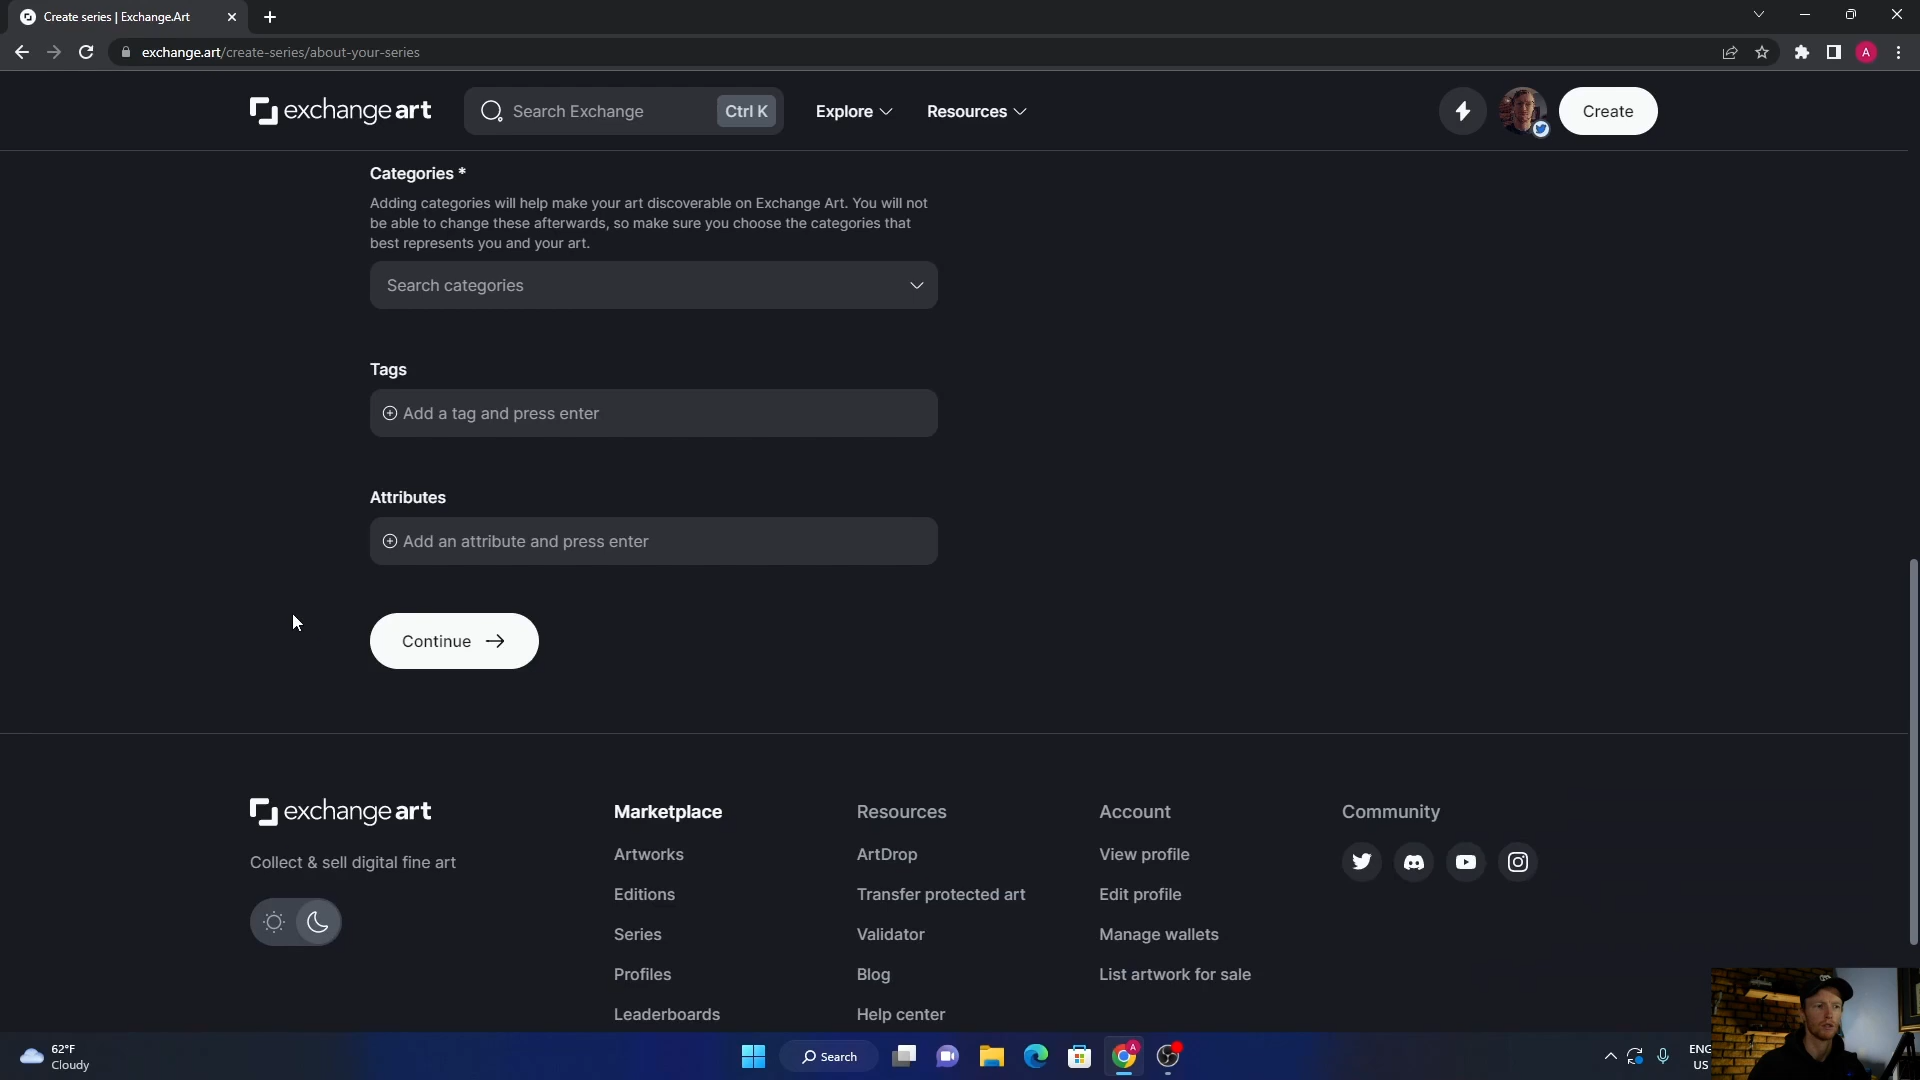 Create series | Exchange.Art
exchange.art/create-series/about-your-series
A
exchange art
Search Exchange
Ctrl K
Explore
Resources
Create
Categories *
Adding categories will help make your art discoverable on Exchange Art. You will not
be able to change these afterwards, so make sure you choose the categories that
best represents you and your art.
Search categories
Tags
Add a tag and press enter
Attributes
Add an attribute and press enter
Continue
exchange art
Collect & sell digital fine art
Marketplace
Artworks
Editions
Series
Profiles
Leaderboards
Resources
ArtDrop
Transfer protected art
Validator
Blog
Help center
Account
View profile
Edit profile
Manage wallets
List artwork for sale
Community
62°F
Cloudy
Search
A
ENG
US